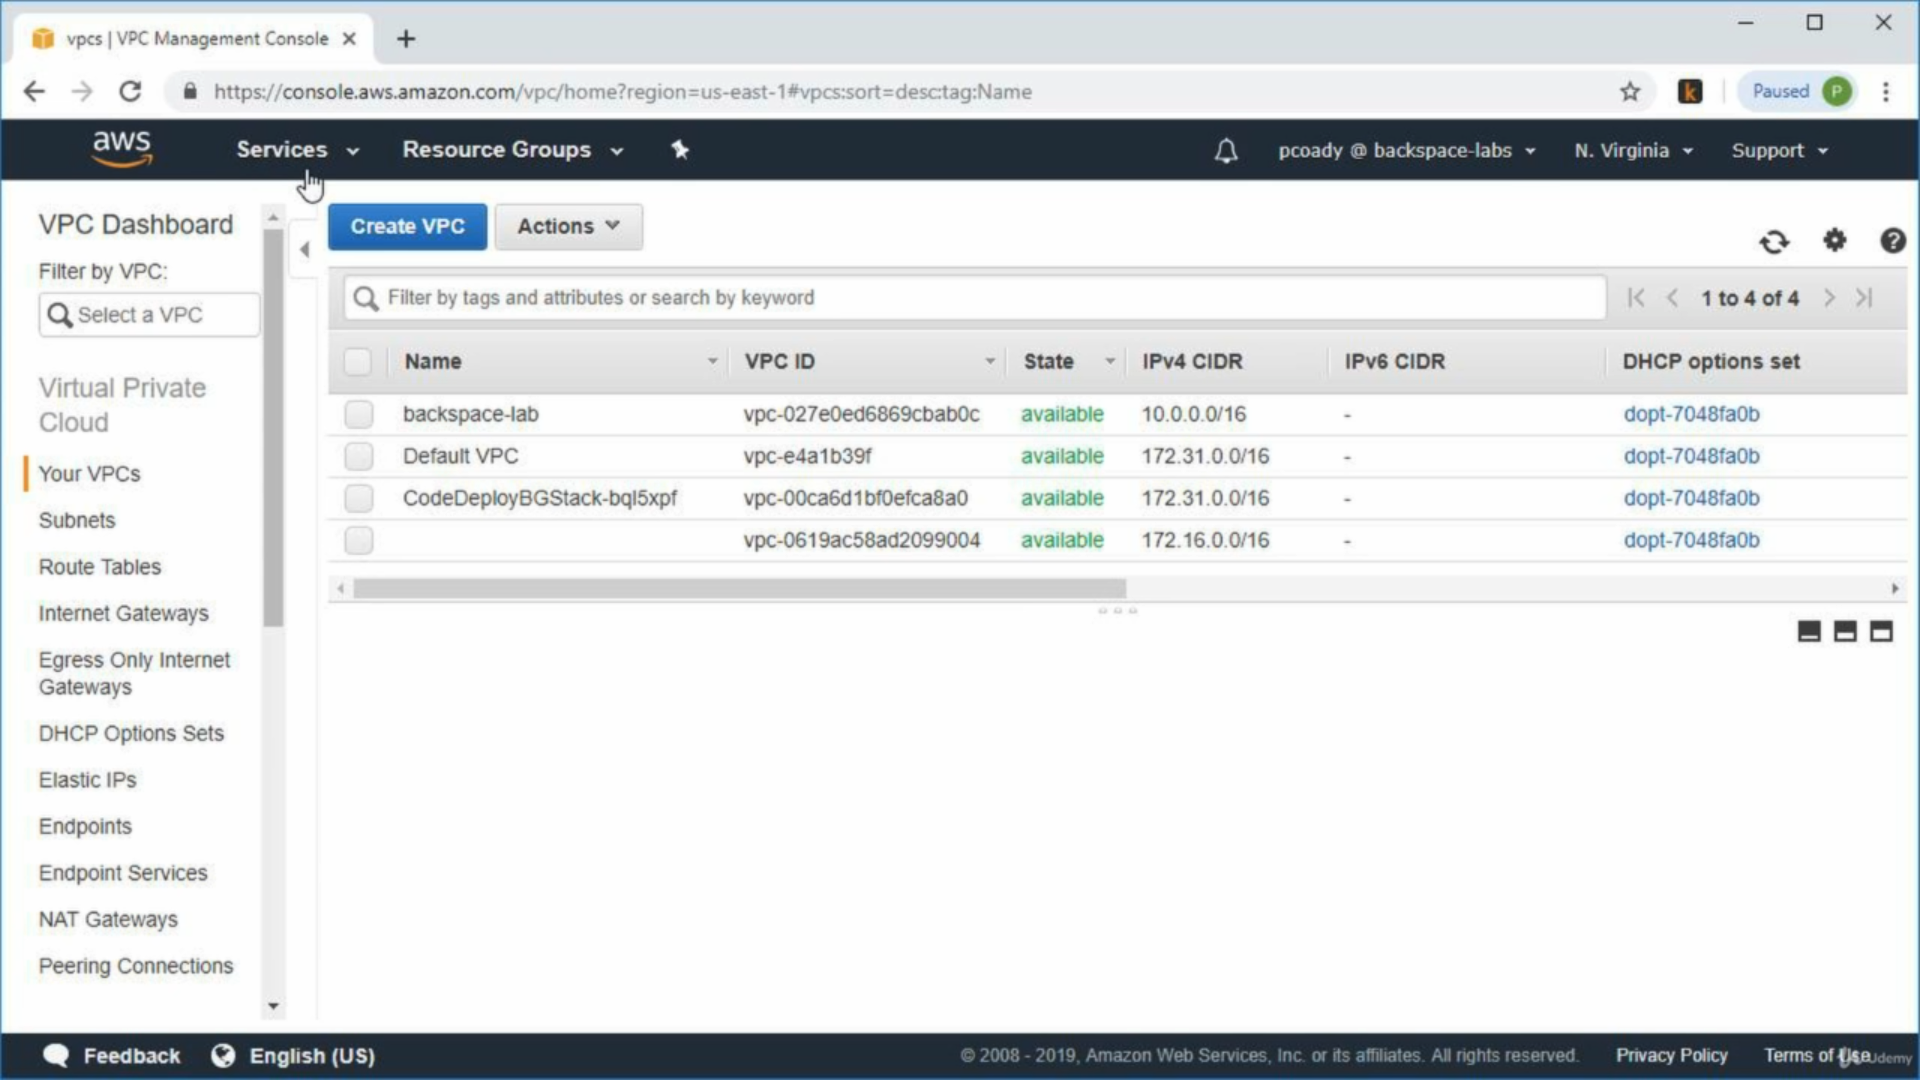 vpcs | VPC Management Console
https://console.aws.amazon.com/vpc/home?region=us-east-1#vpcs:sort=desc:tag:Name
k
Paused P
aws
Services
Resource Groups
pcoady @ backspace-labs
N. Virginia
Support
VPC Dashboard
Filter by VPC:
Select a VPC
Virtual Private
Cloud
Your VPCs
Subnets
Route Tables
Internet Gateways
Egress Only Internet
Gateways
DHCP Options Sets
Elastic IPs
Endpoints
Endpoint Services
NAT Gateways
Peering Connections
Create VPC
Actions
Filter by tags and attributes or search by keyword
1 to 4 of 4
Name VPC ID State IPv4 CIDR IPv6 CIDR DHCP options set
backspace-lab vpc-027e0ed6869cbab0c available 10.0.0.0/16 - dopt-7048fa0b
Default VPC vpc-e4a1b39f available 172.31.0.0/16 - dopt-7048fa0b
CodeDeployBGStack-bql5xpf vpc-00ca6d1bf0efca8a0 available 172.31.0.0/16 - dopt-7048fa0b
vpc-0619ac58ad2099004 available 172.16.0.0/16 - dopt-7048fa0b
Feedback
English (US)
© 2008 - 2019, Amazon Web Services, Inc. or its affiliates. All rights reserved.
Privacy Policy
Terms of Use
Udemy